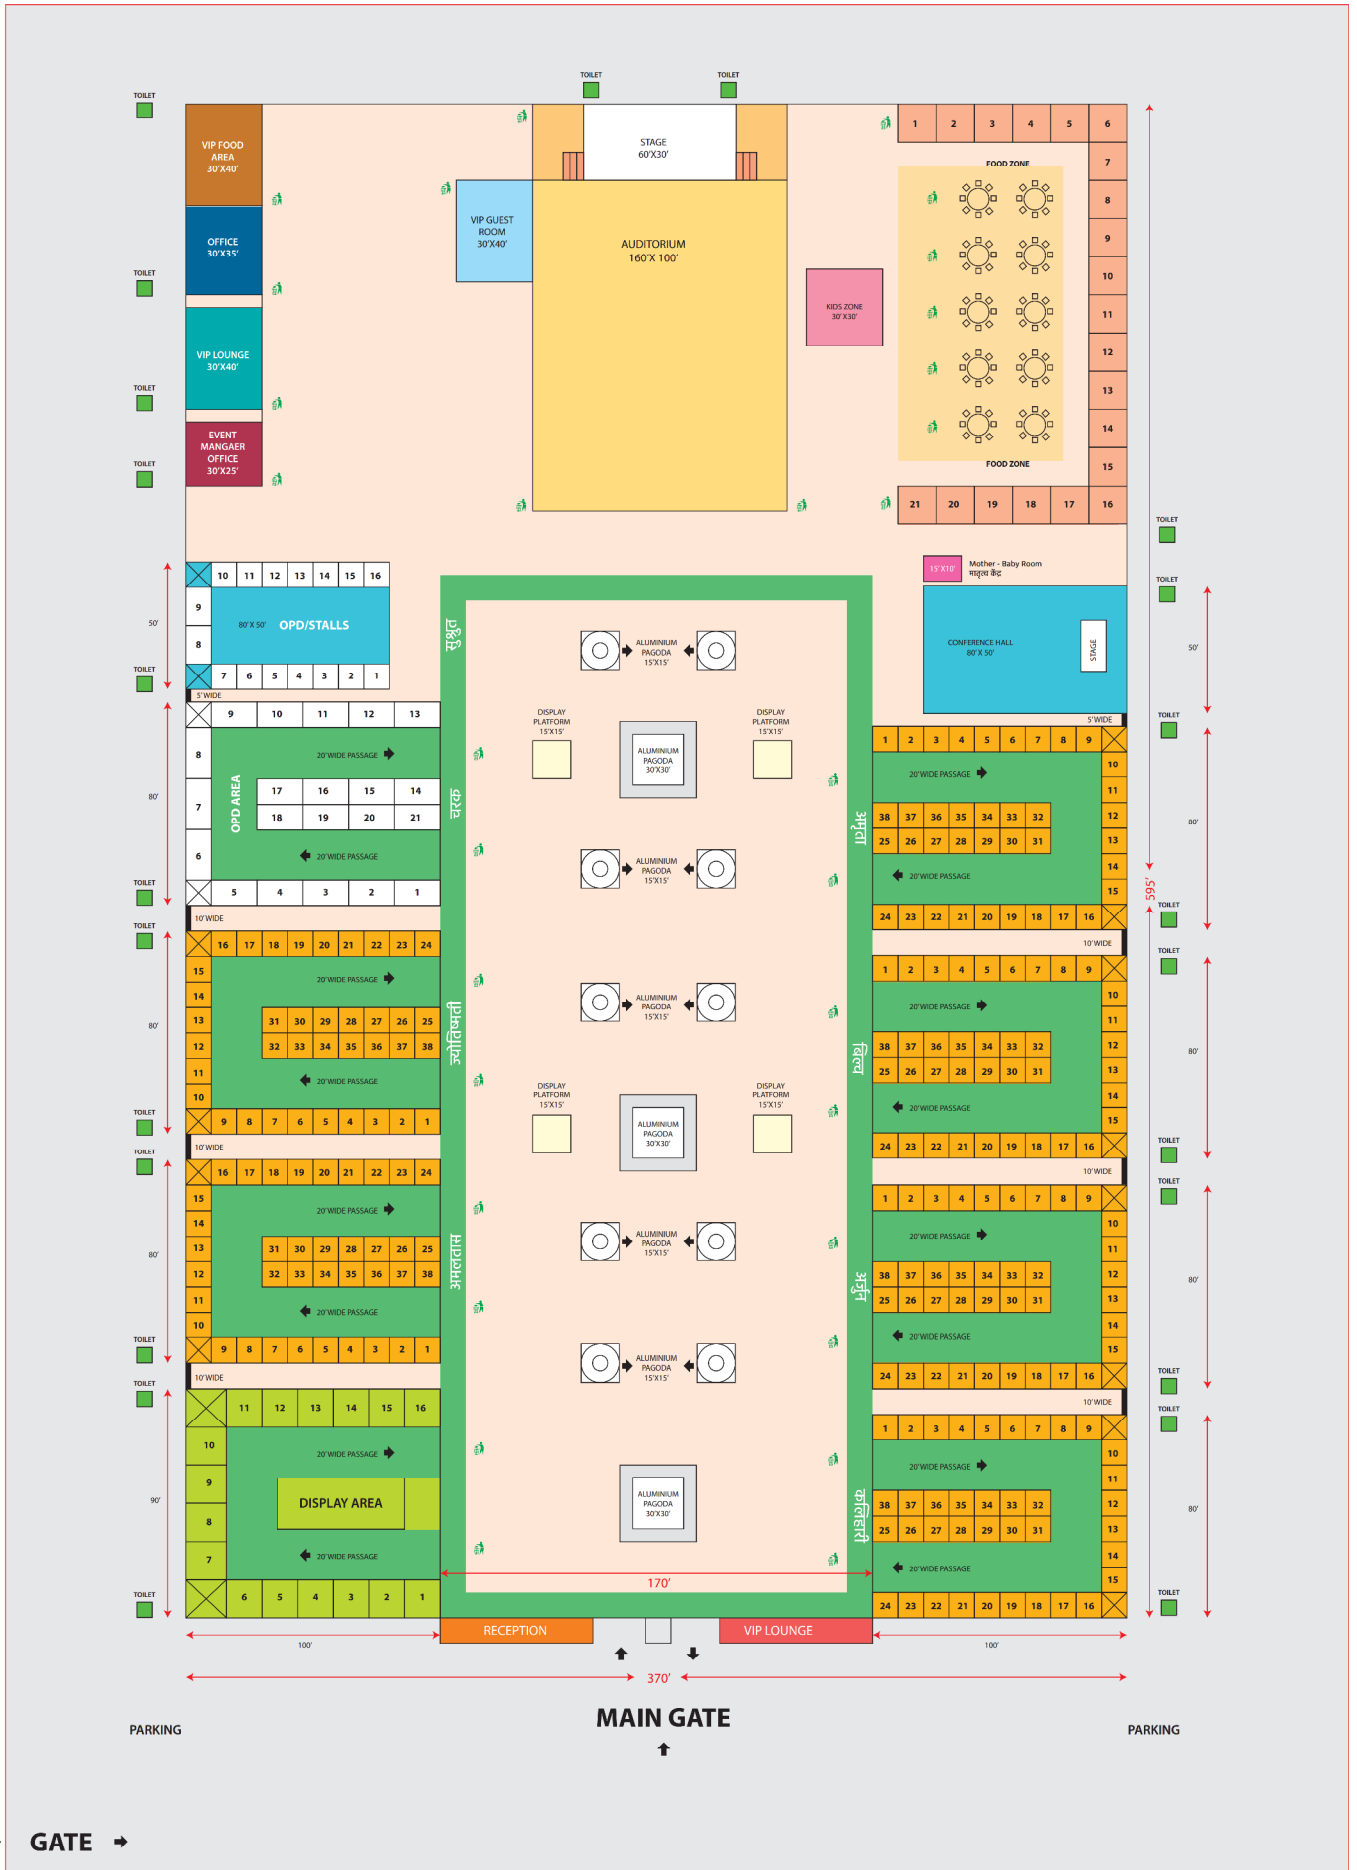 TOILET
TOILET
TOILET
VIP FOOD
AREA
30'X40'
STAGE
60'X30'
1 2 3 4 5 6
7
8
9
10
11
12
13
14
15
FOOD ZONE
OFFICE
30'X35'
VIP GUEST
ROOM
30'X40'
AUDITORIUM
160'X 100'
TOILET
KIDS ZONE
30'X30'
VIP LOUNGE
30'X40'
TOILET
EVENT
MANGAER
OFFICE
30'X25'
TOILET
FOOD ZONE
21 20 19 18 17 16
TOILET
10 11 12 13 14 15 16
9
8
80'X 50' OPD/STALLS
50'
7 6 5 4 3 2 1
TOILET
5' WIDE
15'X10'
Mother - Baby Room
मातृत्व केंद्र
TOILET
CONFERENCE HALL
80'X 50'
STAGE
50'
5' WIDE
TOILET
सुश्रुत
ALUMINIUM
PAGODA
15'X15'
DISPLAY
PLATFORM
15'X15'
ALUMINIUM
PAGODA
30'X30'
DISPLAY
PLATFORM
15'X15'
9 10 11 12 13
8
7
6
20' WIDE PASSAGE
OPD AREA
17 16 15 14
18 19 20 21
20' WIDE PASSAGE
5 4 3 2 1
80'
TOILET
10' WIDE
चरक
ALUMINIUM
PAGODA
15'X15'
अमृता
1 2 3 4 5 6 7 8 9
10
11
12
13
14
15
20' WIDE PASSAGE
38 37 36 35 34 33 32
25 26 27 28 29 30 31
20' WIDE PASSAGE
24 23 22 21 20 19 18 17 16
80'
595'
TOILET
10' WIDE
TOILET
TOILET
16 17 18 19 20 21 22 23 24
15
14
13
12
11
10
20' WIDE PASSAGE
31 30 29 28 27 26 25
32 33 34 35 36 37 38
20' WIDE PASSAGE
9 8 7 6 5 4 3 2 1
80'
TOILET
10' WIDE
ज्योतिष्मती
ALUMINIUM
PAGODA
15'X15'
DISPLAY
PLATFORM
15'X15'
ALUMINIUM
PAGODA
30'X30'
DISPLAY
PLATFORM
15'X15'
बिल्व
1 2 3 4 5 6 7 8 9
10
11
12
13
14
15
20' WIDE PASSAGE
38 37 36 35 34 33 32
25 26 27 28 29 30 31
20' WIDE PASSAGE
24 23 22 21 20 19 18 17 16
80'
TOILET
10' WIDE
TOILET
TOILET
16 17 18 19 20 21 22 23 24
15
14
13
12
11
10
20' WIDE PASSAGE
31 30 29 28 27 26 25
32 33 34 35 36 37 38
20' WIDE PASSAGE
9 8 7 6 5 4 3 2 1
80'
TOILET
10' WIDE
अमलतास
ALUMINIUM
PAGODA
15'X15'
ALUMINIUM
PAGODA
15'X15'
अर्जुन
1 2 3 4 5 6 7 8 9
10
11
12
13
14
15
20' WIDE PASSAGE
38 37 36 35 34 33 32
25 26 27 28 29 30 31
20' WIDE PASSAGE
24 23 22 21 20 19 18 17 16
80'
TOILET
10' WIDE
TOILET
TOILET
11 12 13 14 15 16
10
9
8
7
20' WIDE PASSAGE
DISPLAY AREA
20' WIDE PASSAGE
6 5 4 3 2 1
90'
TOILET
ALUMINIUM
PAGODA
30'X30'
170'
कलिहारी
1 2 3 4 5 6 7 8 9
10
11
12
13
14
15
20' WIDE PASSAGE
38 37 36 35 34 33 32
25 26 27 28 29 30 31
20' WIDE PASSAGE
24 23 22 21 20 19 18 17 16
80'
TOILET
100'
RECEPTION
VIP LOUNGE
100'
370'
MAIN GATE
PARKING
PARKING
GATE